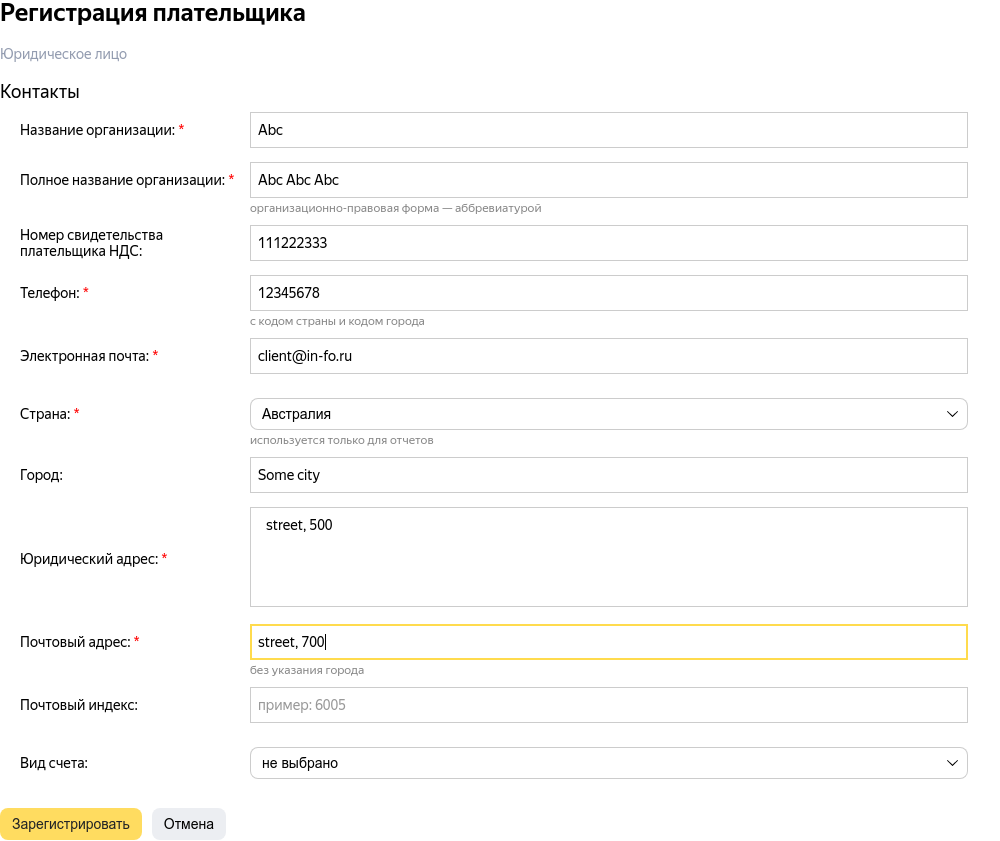 Регистрация плательщика
Юридическое лицо
Контакты
Название организации: *
Abc
Полное название организации: *
Abc Abc Abc
организационно-правовая форма — аббревиатурой
Номер свидетельства
плательщика НДС:
111222333
Телефон: *
12345678
с кодом страны и кодом города
Электронная почта: *
client@in-fo.ru
Страна: *
Австралия
используется только для отчетов
Город:
Some city
Юридический адрес: *
street, 500
Почтовый адрес: *
street, 700
без указания города
Почтовый индекс:
пример: 6005
Вид счета:
не выбрано
Зарегистрировать
Отмена